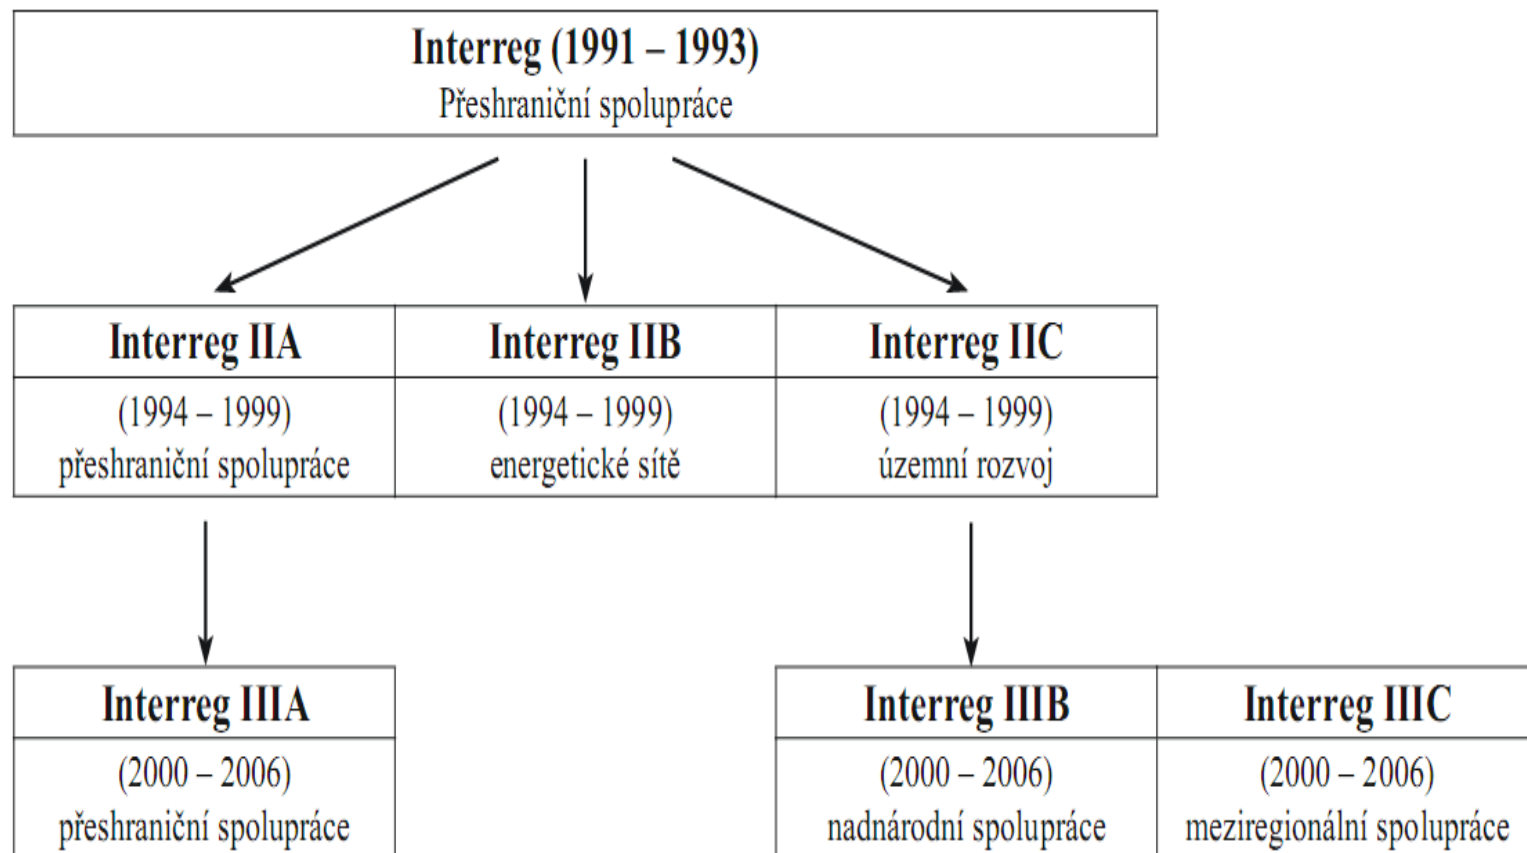 Interreg (1991 – 1993)
Přeshraniční spolupráce
Interreg IIA
(1994 – 1999)
přeshraniční spolupráce
Interreg IIB
(1994 – 1999)
energetické sítě
Interreg IIC
(1994 – 1999)
územní rozvoj
Interreg IIIA
(2000 – 2006)
přeshraniční spolupráce
Interreg IIIB
(2000 – 2006)
nadnárodní spolupráce
Interreg IIIC
(2000 – 2006)
meziregionální spolupráce